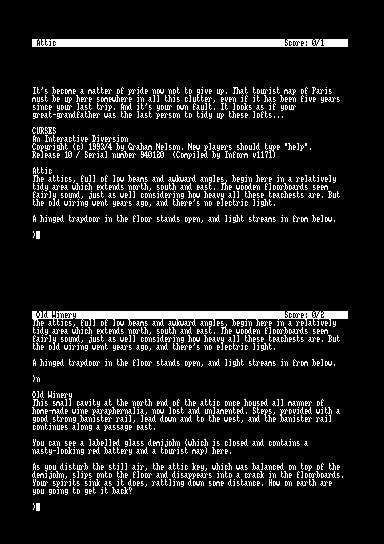 Attic Score: 0/1
It's become a matter of pride now not to give up. That tourist map of Paris
must be up here somewhere in all this clutter, even if it has been five years
since your last trip. And it's your own fault. It looks as if your
great-grandfather was the last person to tidy up these lofts...
CURSES
An Interactive Diversion
Copyright (c) 1993/4 by Graham Nelson. New players should type "help".
Release 10 / Serial number 940120 (Compiled by Inform v1171)
Attic
The attics, full of low beams and awkward angles, begin here in a relatively
tidy area which extends north, south and east. The wooden floorboards seem
fairly sound, just as well considering how heavy all these teachests are. But
the old wiring went years ago, and there's no electric light.
A hinged trapdoor in the floor stands open, and light streams in from below.
>
Old Winery Score: 0/2
The attics, full of low beams and awkward angles, begin here in a relatively
tidy area which extends north, south and east. The wooden floorboards seem
fairly sound, just as well considering how heavy all these teachests are. But
the old wiring went years ago, and there's no electric light.
A hinged trapdoor in the floor stands open, and light streams in from below.
>n
Old Winery
This small cavity at the north end of the attic once housed all manner of
home-made wine paraphernalia, now lost and unlamented. Steps, provided with a
good strong banister rail, lead down and to the west, and the banister rail
continues along a passage east.
You can see a labelled glass demijohn (which is closed and contains a
nasty-looking red battery and a tourist map) here.
As you disturb the still air, the attic key, which was balanced on top of the
demijohn, slips onto the floor and disappears into a crack in the floorboards.
Your spirits sink as it does, rattling down some distance. How on earth are
you going to get it back?
>